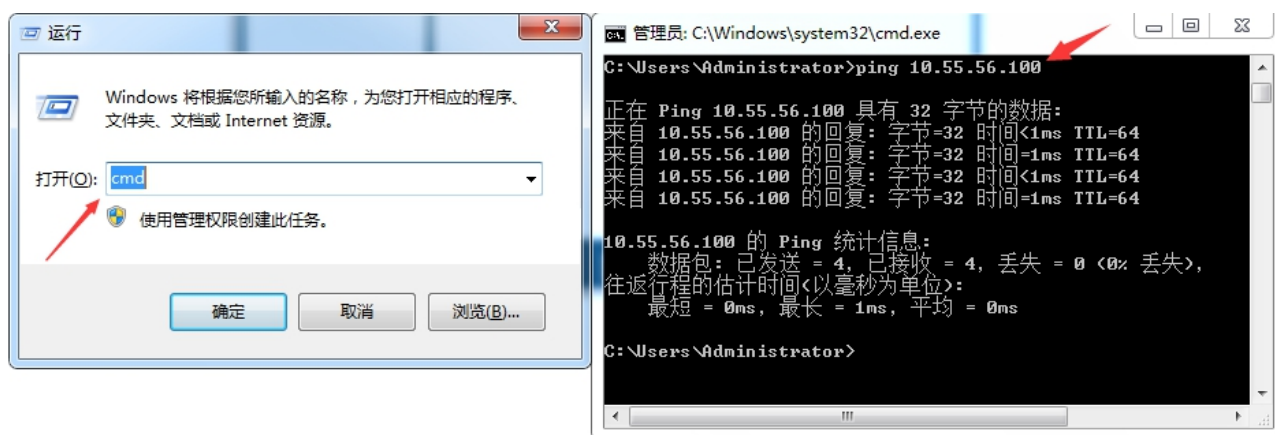 运行
Windows 将根据您所输入的名称，为您打开相应的程序、
文件夹、文档或 Internet 资源。
打开(O): cmd
使用管理权限创建此任务。
确定 取消 浏览(B)...
管理员: C:\Windows\system32\cmd.exe
C:\Users\Administrator>ping 10.55.56.100
正在 Ping 10.55.56.100 具有 32 字节的数据:
来自 10.55.56.100 的回复: 字节=32 时间<1ms TTL=64
来自 10.55.56.100 的回复: 字节=32 时间=1ms TTL=64
来自 10.55.56.100 的回复: 字节=32 时间<1ms TTL=64
来自 10.55.56.100 的回复: 字节=32 时间=1ms TTL=64
10.55.56.100 的 Ping 统计信息:
数据包: 已发送 = 4, 已接收 = 4, 丢失 = 0 (0% 丢失),
往返行程的估计时间(以毫秒为单位):
最短 = 0ms, 最长 = 1ms, 平均 = 0ms
C:\Users\Administrator>